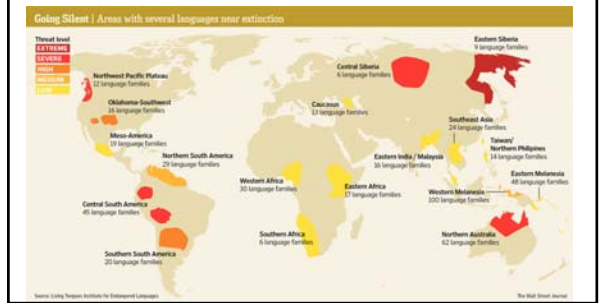 Going Silent | Areas with several languages near extinction
Threat level
EXTREME
SEVERE
HIGH
MEDIUM
LOW
Eastern Siberia
9 language families
Central Siberia
6 language families
Northwest Pacific Plateau
12 language families
Oklahoma-Southwest
16 language families
Caucasus
13 language families
Southeast Asia
24 language families
Meso-America
19 language families
Taiwan/
Northern Philipines
14 language families
Northern South America
29 language families
Eastern India / Malaysia
16 language families
Eastern Melanesia
48 language families
Western Africa
30 language families
Eastern Africa
17 language families
Western Melanesia
100 language families
Central South America
45 language families
Southern Africa
6 language families
Northern Australia
62 language families
Southern South America
20 language families
Source: Living Tongues Institute for Endangered Languages
The Wall Street Journal